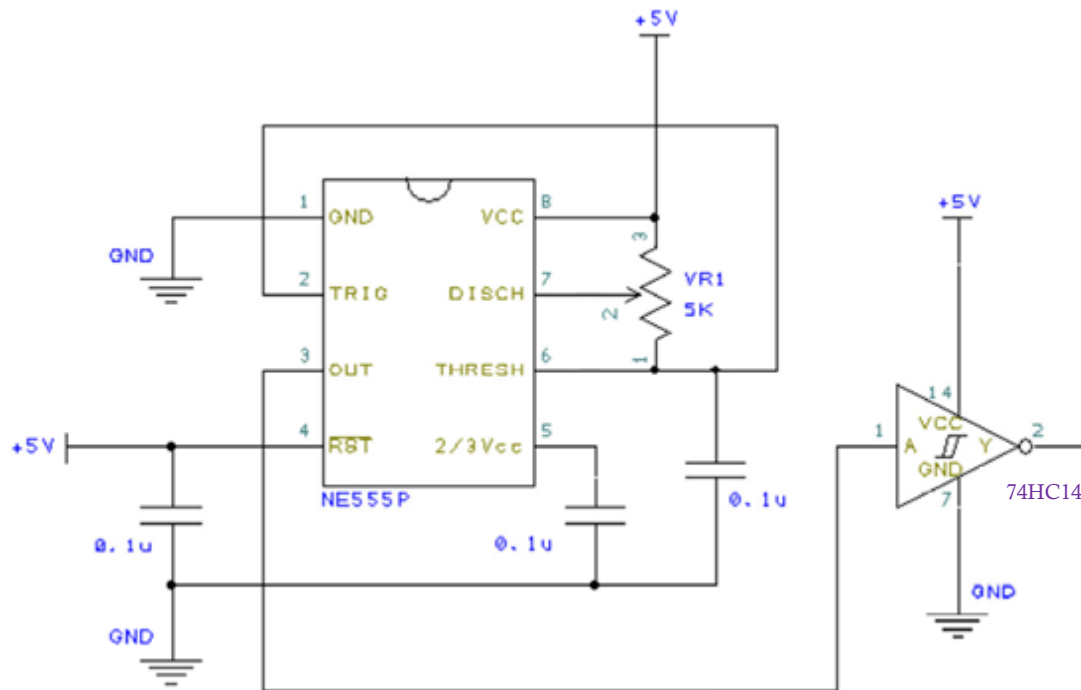 +5V
1
GND
VCC
8
GND
2
TRIG
DISCH
7
2
3
VR1
5K
1
3
OUT
THRESH
6
+5V
4
RST
2/3Vcc
5
NE555P
0.1u
0.1u
0.1u
GND
+5V
14
VCC
1
A
Y
2
GND
7
74HC14
GND